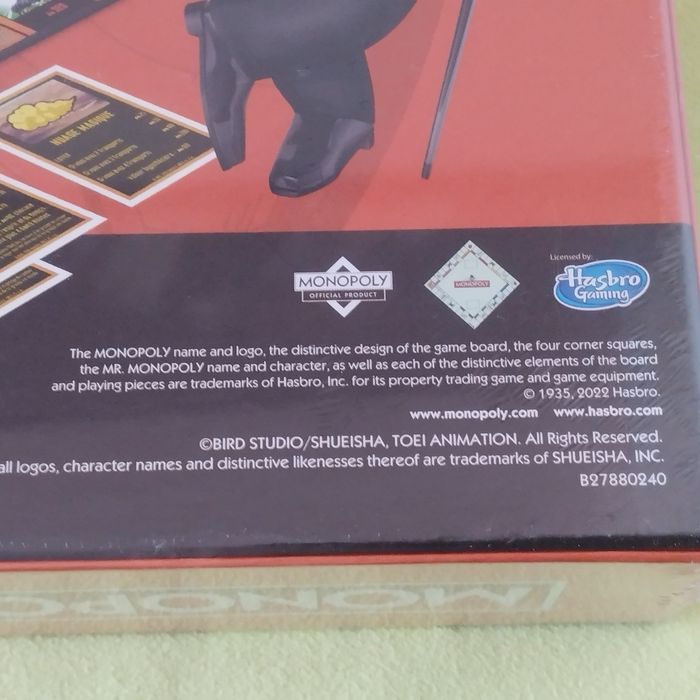 NUAGE MAGIQUE
MONOPOLY
OFFICIAL PRODUCT
MONOPOLY
Licensed by:
Hasbro
Gaming
The MONOPOLY name and logo, the distinctive design of the game board, the four corner squares,
the MR. MONOPOLY name and character, as well as each of the distinctive elements of the board
and playing pieces are trademarks of Hasbro, Inc. for its property trading game and game equipment.
© 1935, 2022 Hasbro.
www.monopoly.com www.hasbro.com
©BIRD STUDIO/SHUEISHA, TOEI ANIMATION. All Rights Reserved.
all logos, character names and distinctive likenesses thereof are trademarks of SHUEISHA, INC.
B27880240
MONOPO